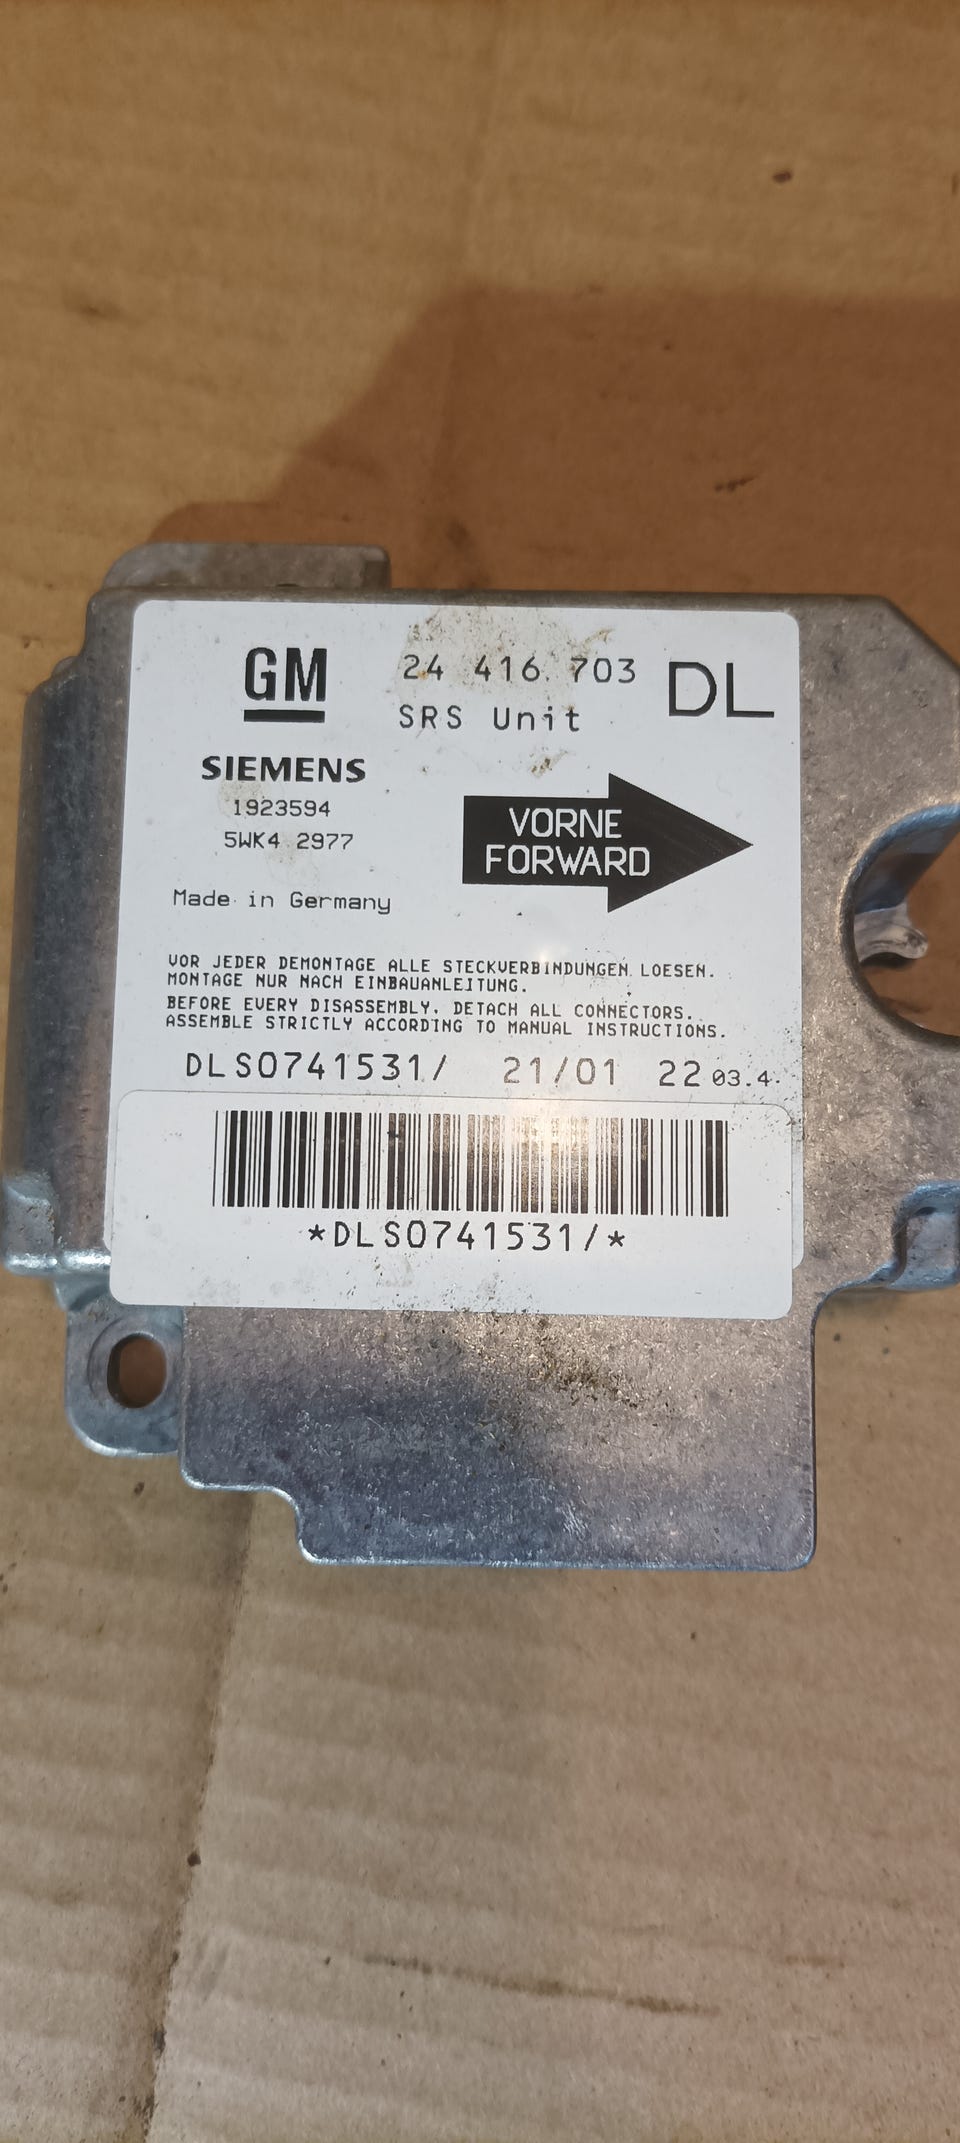 GM
24 416 703
DL
SRS Unit
SIEMENS
1923594
5WK4 2977
VORNE
FORWARD
Made in Germany
VOR JEDER DEMONTAGE ALLE STECKVERBINDUNGEN LOESEN.
MONTAGE NUR NACH EINBAUANLEITUNG.
BEFORE EVERY DISASSEMBLY, DETACH ALL CONNECTORS.
ASSEMBLE STRICTLY ACCORDING TO MANUAL INSTRUCTIONS.
DLS0741531/ 21/01 22 03.4
*DLS0741531/*